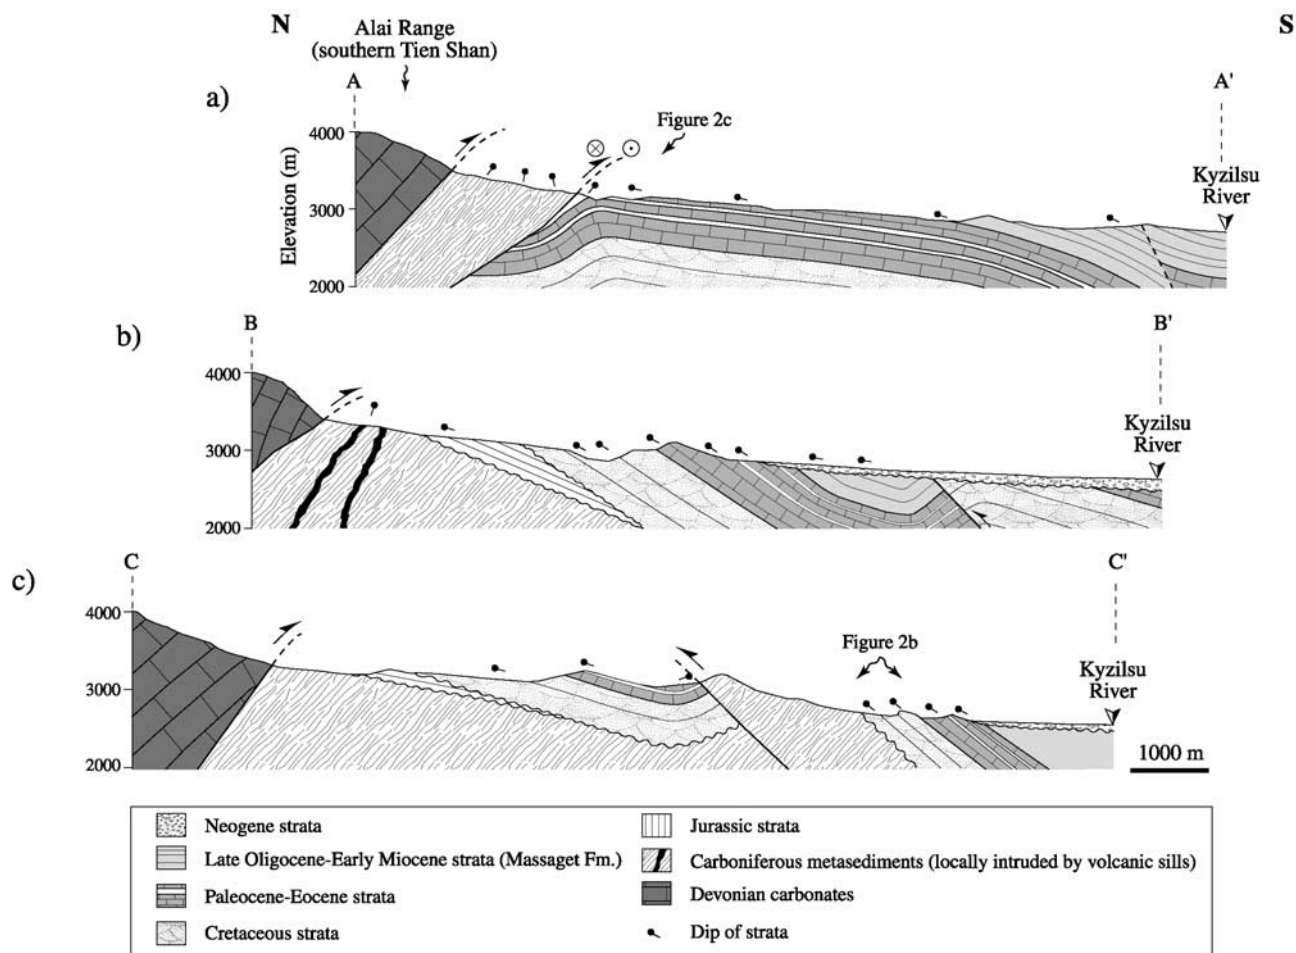 N
S
Alai Range
(southern Tien Shan)
a)
A
A'
Figure 2c
Elevation (m)
4000
3000
2000
Kyzilsu
River
b)
B
B'
4000
3000
2000
Kyzilsu
River
c)
C
C'
4000
3000
2000
Figure 2b
Kyzilsu
River
1000 m
Neogene strata
Late Oligocene-Early Miocene strata (Massaget Fm.)
Paleocene-Eocene strata
Cretaceous strata
Jurassic strata
Carboniferous metasediments (locally intruded by volcanic sills)
Devonian carbonates
Dip of strata